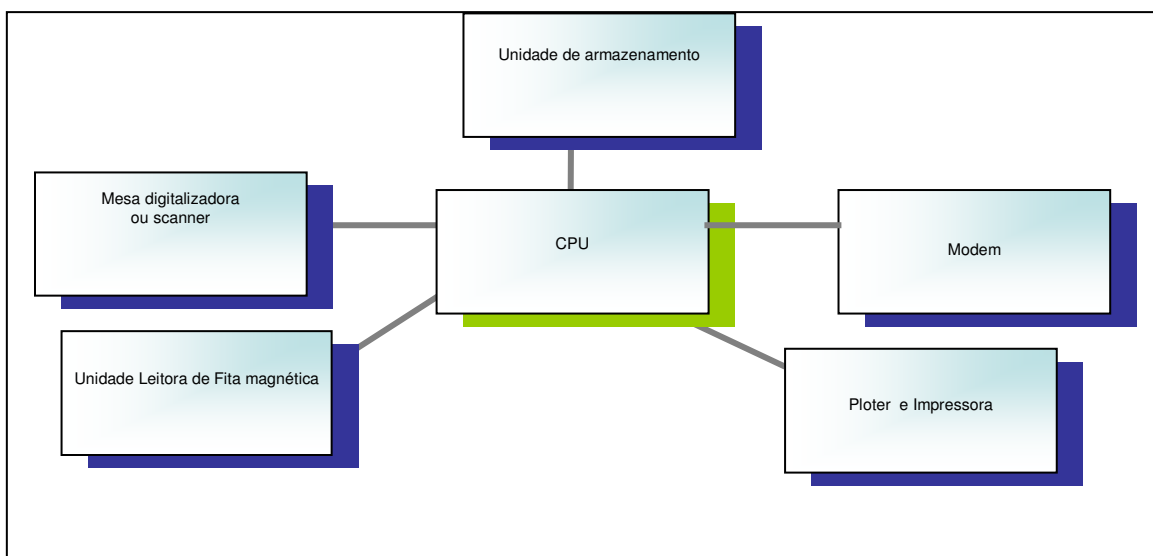 Unidade de armazenamento
Mesa digitalizadora
ou scanner
CPU
Modem
Unidade Leitora de Fita magnética
Ploter e Impressora